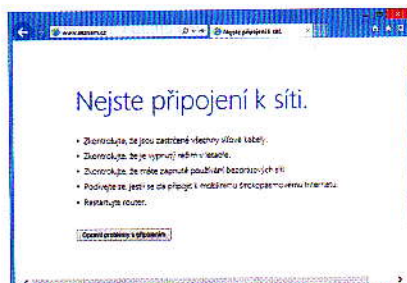 www.seznam.cz
Nejste připojeni k síti.
Nejste připojení k síti.
• Zkontrolujte, že jsou zastrčené všechny síťové kabely.
• Zkontrolujte, že je vypnutý režim v letadle.
• Zkontrolujte, že máte zapnuté používání bezdrátových sítí
• Podívejte se, jestli se dá připojit k mobilnímu širokopásmovému internetu.
• Restartujte router.
Opravit problémy s připojením